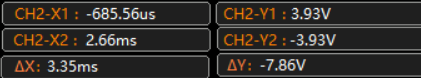 CH2-X1 : -685.56us CH2-Y1 : 3.93V
CH2-X2 : 2.66ms CH2-Y2 : -3.93V
ΔX: 3.35ms ΔY: -7.86V